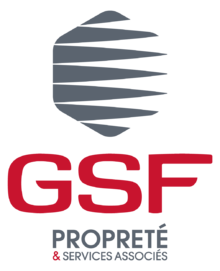 GSF
PROPRETÉ
& SERVICES ASSOCIÉS